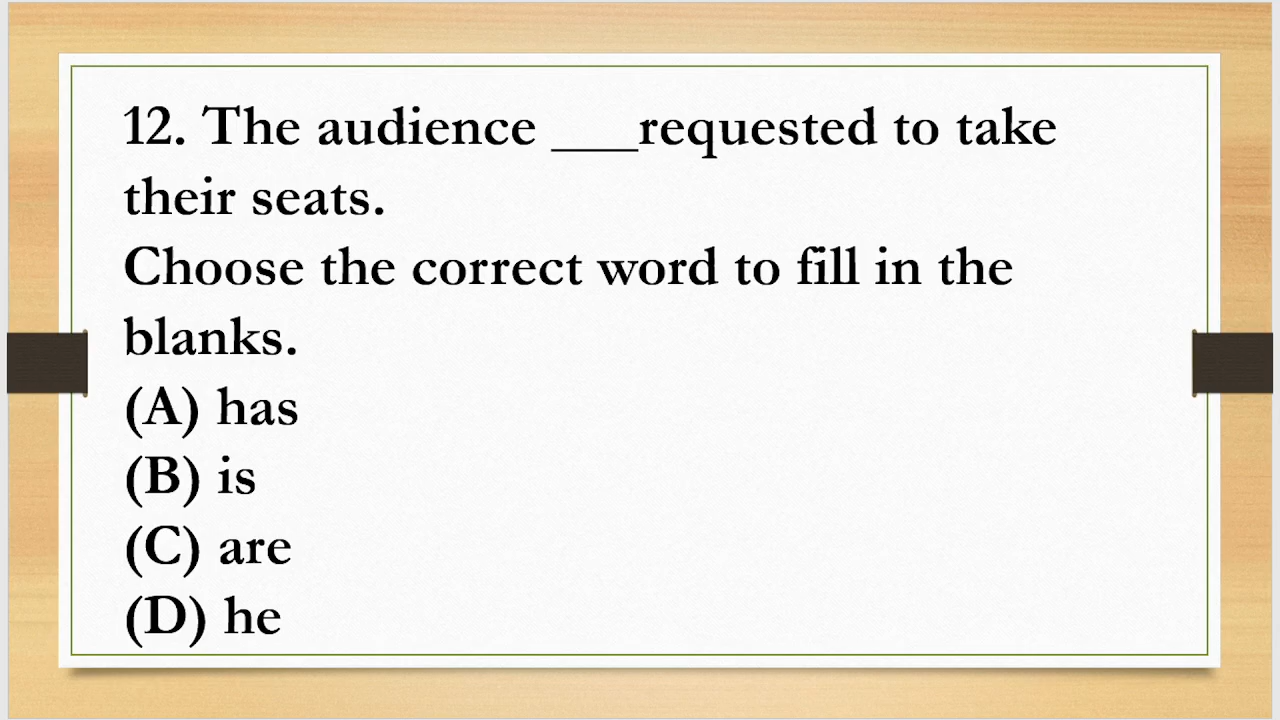 12. The audience ___requested to take
their seats.
Choose the correct word to fill in the
blanks.
(A) has
(B) is
(C) are
(D) he